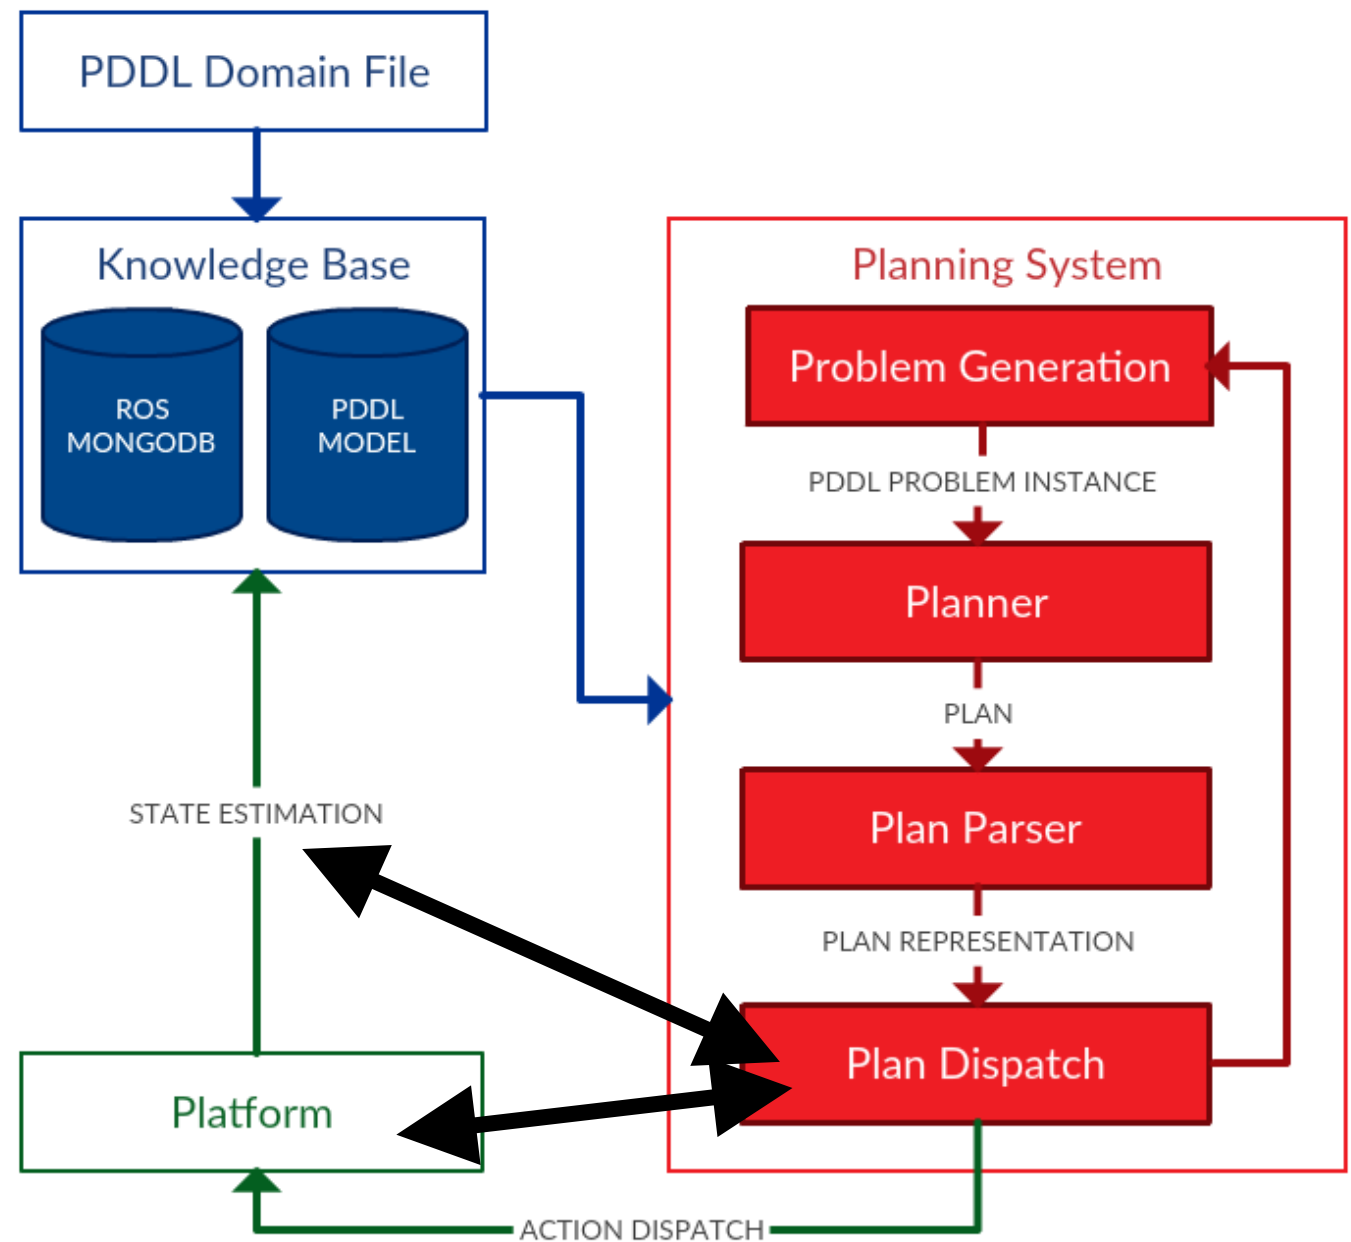 PDDL Domain File
Knowledge Base
ROS
MONGODB
PDDL
MODEL
Planning System
Problem Generation
PDDL PROBLEM INSTANCE
Planner
PLAN
Plan Parser
PLAN REPRESENTATION
Plan Dispatch
STATE ESTIMATION
Platform
ACTION DISPATCH